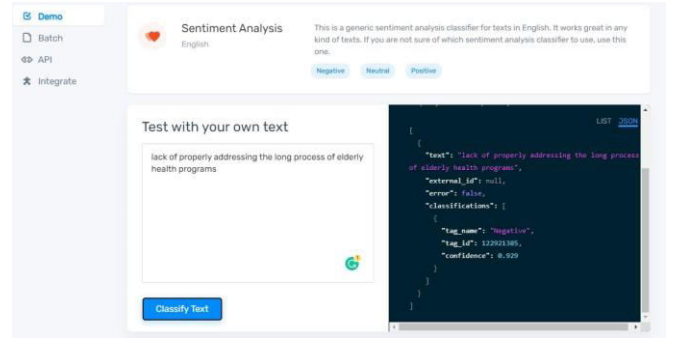 Demo
Batch
API
Integrate
Sentiment Analysis
English
This is a generic sentiment analysis classifier for texts in English. It works great in any
kind of texts. If you are not sure of which sentiment analysis classifier to use, use this
one.
Negative Neutral Positive
Test with your own text
lack of properly addressing the long process of elderly
health programs
Classify Text
LIST JSON
[
{
"text": "lack of properly addressing the long process
of elderly health programs",
"external_id": null,
"error": false,
"classifications": [
{
"tag_name": "Negative",
"tag_id": 122921385,
"confidence": 0.929
}
]
}
]